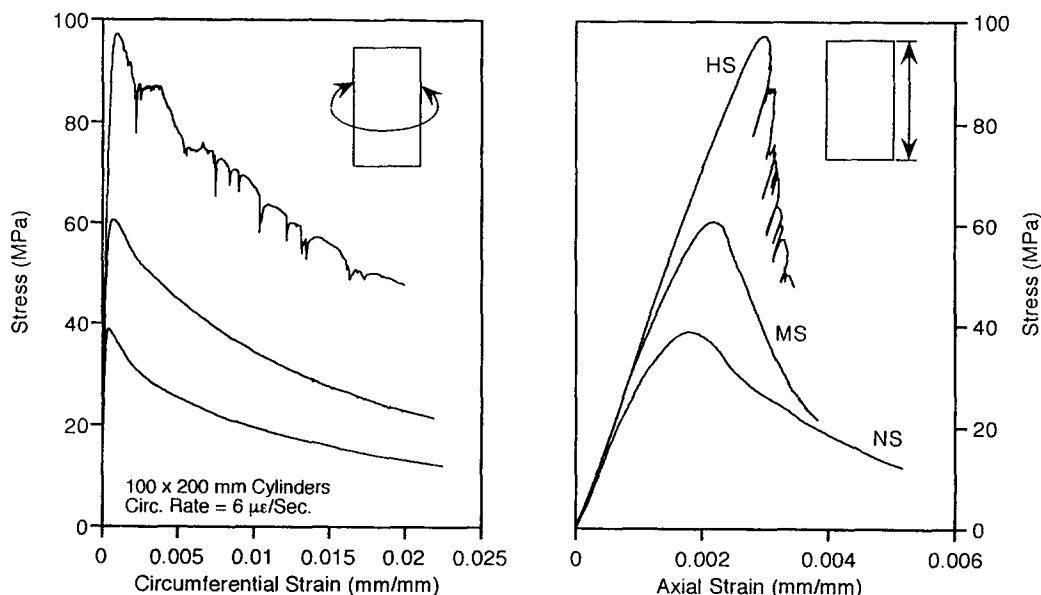 100
80
60
40
20
0
Stress (MPa)
100 x 200 mm Cylinders
Circ. Rate = 6 με/Sec.
0 0.005 0.01 0.015 0.02 0.025
Circumferential Strain (mm/mm)
HS
MS
NS
100
80
60
40
20
0
Stress (MPa)
0 0.002 0.004 0.006
Axial Strain (mm/mm)